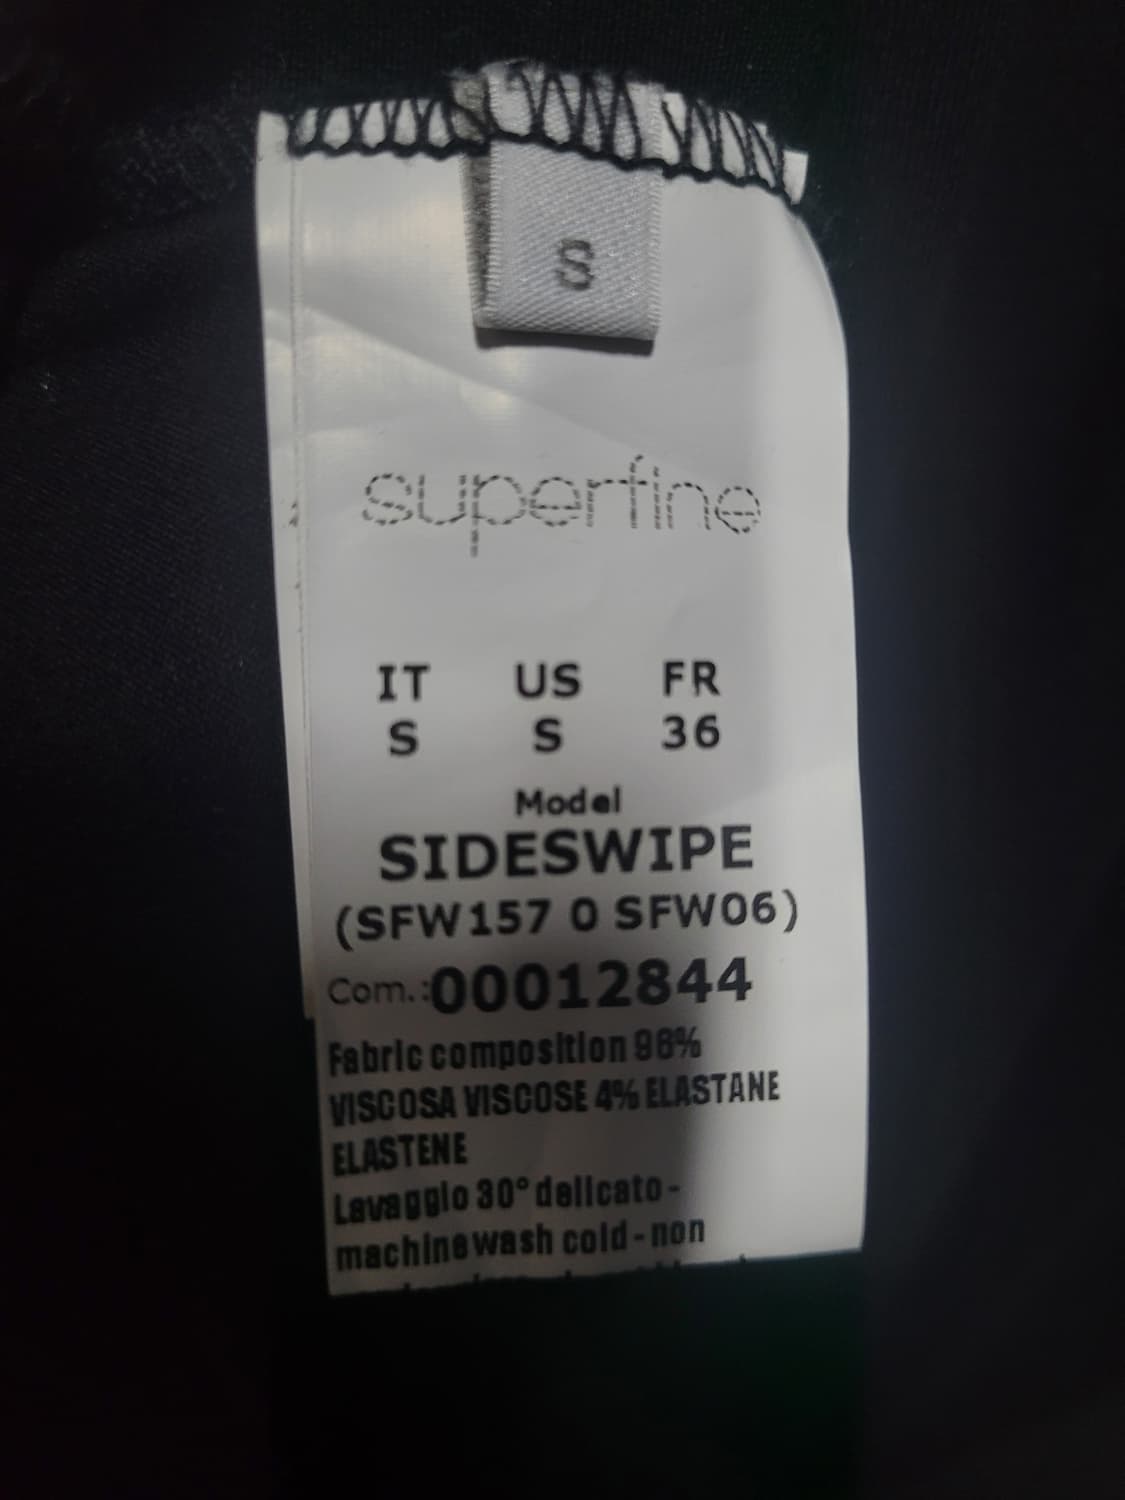 S
superfine
IT US FR
S S 36
Model
SIDESWIPE
(SFW157 0 SFW06)
Com.:00012844
Fabric composition 96%
VISCOSA VISCOSE 4% ELASTANE
ELASTENE
Lavaggio 30° delicato -
machine wash cold - non